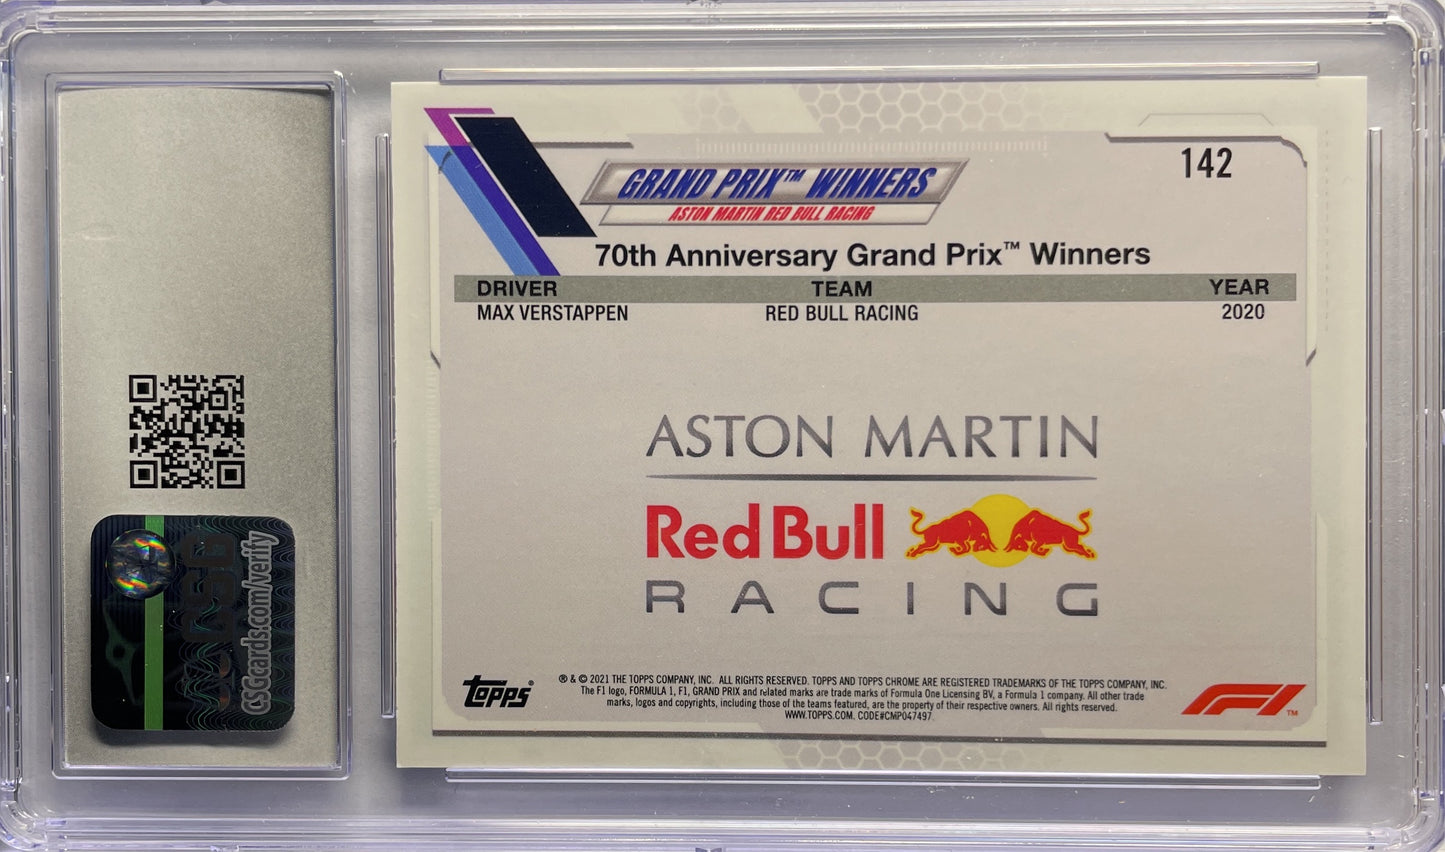 142
GRAND PRIX™ WINNERS
ASTON MARTIN RED BULL RACING
70th Anniversary Grand Prix™ Winners
DRIVER TEAM YEAR
MAX VERSTAPPEN RED BULL RACING 2020
ASTON MARTIN
Red Bull
RACING
topps®
® & © 2021 THE TOPPS COMPANY, INC. ALL RIGHTS RESERVED. TOPPS AND TOPPS CHROME ARE REGISTERED TRADEMARKS OF THE TOPPS COMPANY, INC.
The F1 logo, FORMULA 1, F1, GRAND PRIX and related marks are trade marks of Formula One Licensing BV, a Formula 1 company. All other trade
marks, logos and copyrights, including those of the teams featured, are the property of their respective owners. All rights reserved.
WWW.TOPPS.COM. CODE#CMP047497
F1™
CSG
CSGcards.com/verify